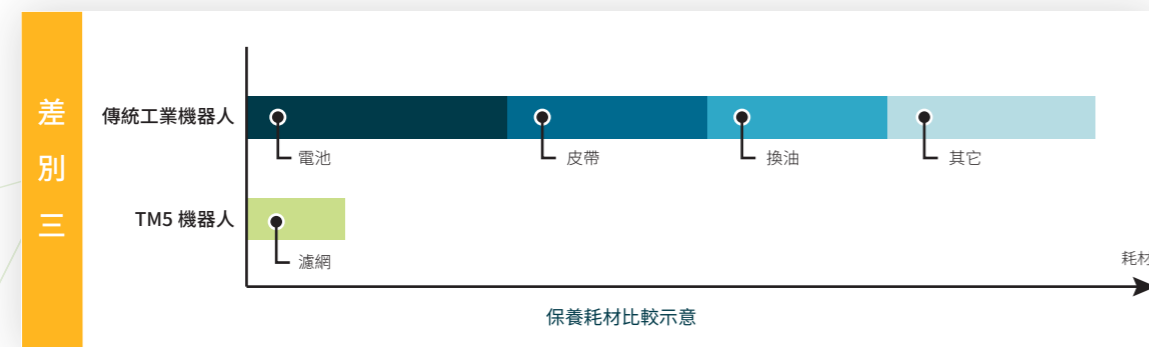 差別三
傳統工業機器人
電池
皮帶
換油
其它
TM5 機器人
濾網
耗材
保養耗材比較示意